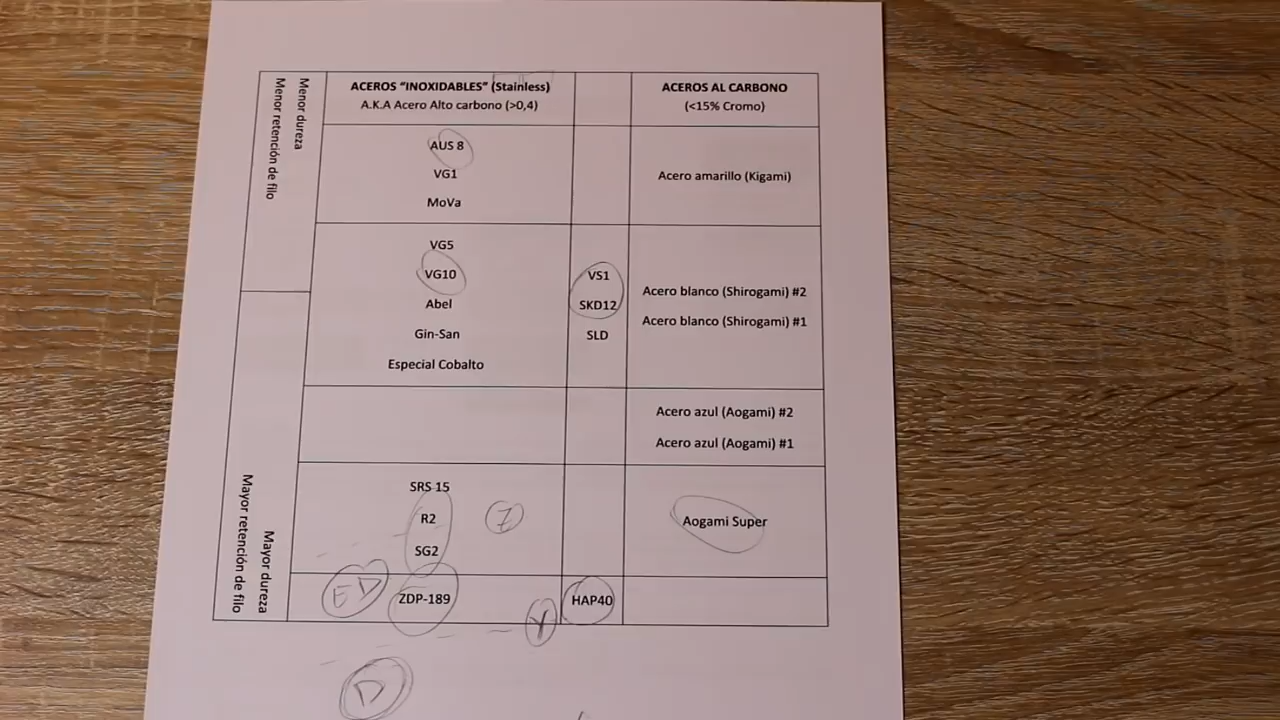 Menor dureza
Menor retención de filo
ACEROS “INOXIDABLES” (Stainless)
A.K.A Acero Alto carbono (>0,4)
ACEROS AL CARBONO
(<15% Cromo)
AUS 8
VG1
MoVa
Acero amarillo (Kigami)
VG5
VG10
Abel
Gin-San
Especial Cobalto
VS1
SKD12
SLD
Acero blanco (Shirogami) #2
Acero blanco (Shirogami) #1
Acero azul (Aogami) #2
Acero azul (Aogami) #1
Mayor dureza
Mayor retención de filo
SRS 15
R2
SG2
Aogami Super
ED
ZDP-189
Y
HAP40
D